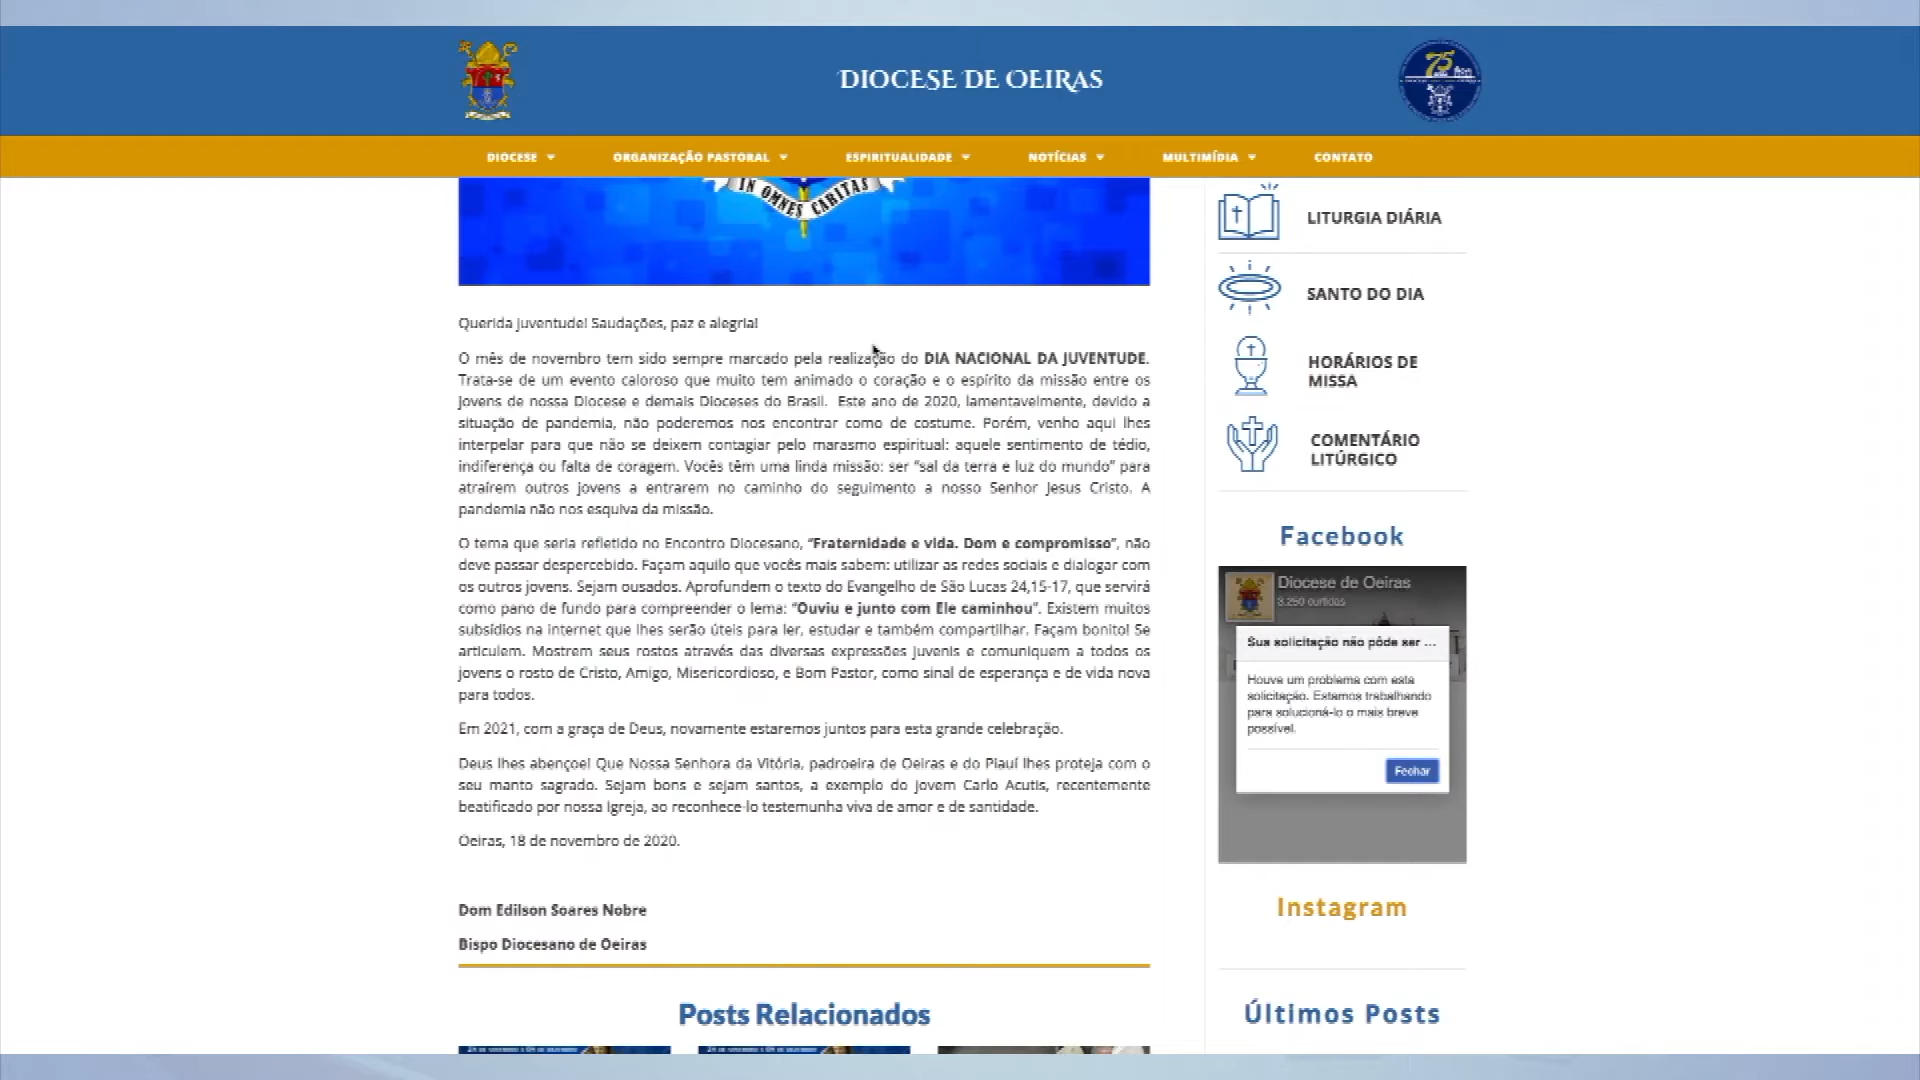 DIOCESE DE OEIRAS
75
DIOCESE
ORGANIZAÇÃO PASTORAL
ESPIRITUALIDADE
NOTÍCIAS
MULTIMÍDIA
CONTATO
IN OMNES CARITAS
Querida juventude! Saudações, paz e alegria!
O mês de novembro tem sido sempre marcado pela realização do DIA NACIONAL DA JUVENTUDE.
Trata-se de um evento caloroso que muito tem animado o coração e o espírito da missão entre os
jovens de nossa Diocese e demais Dioceses do Brasil. Este ano de 2020, lamentavelmente, devido a
situação de pandemia, não poderemos nos encontrar como de costume. Porém, venho aqui lhes
interpelar para que não se deixem contagiar pelo marasmo espiritual: aquele sentimento de tédio,
indiferença ou falta de coragem. Vocês têm uma linda missão: ser “sal da terra e luz do mundo” para
atraírem outros jovens a entrarem no caminho do seguimento a nosso Senhor Jesus Cristo. A
pandemia não nos esquiva da missão.
O tema que seria refletido no Encontro Diocesano, “Fraternidade e vida. Dom e compromisso”, não
deve passar despercebido. Façam aquilo que vocês mais sabem: utilizar as redes sociais e dialogar com
os outros jovens. Sejam ousados. Aprofundem o texto do Evangelho de São Lucas 24,15-17, que servirá
como pano de fundo para compreender o lema: “Ouviu e junto com Ele caminhou”. Existem muitos
subsídios na internet que lhes serão úteis para ler, estudar e também compartilhar. Façam bonito! Se
articulem. Mostrem seus rostos através das diversas expressões juvenis e comuniquem a todos os
jovens o rosto de Cristo, Amigo, Misericordioso, e Bom Pastor, como sinal de esperança e de vida nova
para todos.
Em 2021, com a graça de Deus, novamente estaremos juntos para esta grande celebração.
Deus lhes abençoe! Que Nossa Senhora da Vitória, padroeira de Oeiras e do Piauí lhes proteja com o
seu manto sagrado. Sejam bons e sejam santos, a exemplo do jovem Carlo Acutis, recentemente
beatificado por nossa Igreja, ao reconhece-lo testemunha viva de amor e de santidade.
Oeiras, 18 de novembro de 2020.
Dom Edilson Soares Nobre
Bispo Diocesano de Oeiras
Posts Relacionados
LITURGIA DIÁRIA
SANTO DO DIA
HORÁRIOS DE
MISSA
COMENTÁRIO
LITÚRGICO
Facebook
Diocese de Oeiras
8.250 curtidas
Sua solicitação não pôde ser ...
Houve um problema com esta
solicitação. Estamos trabalhando
para solucioná-lo o mais breve
possível.
Fechar
Instagram
Últimos Posts